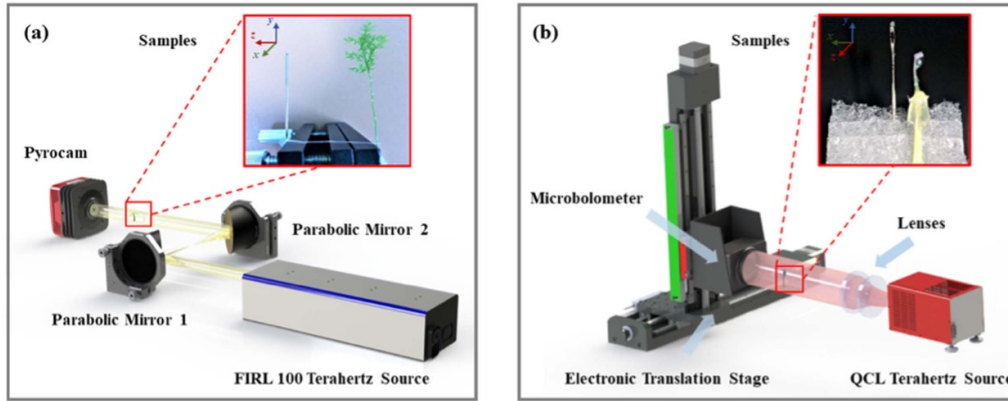 (a)
Samples
y
z
x
Pyrocam
Parabolic Mirror 2
Parabolic Mirror 1
FIRL 100 Terahertz Source
(b)
Samples
y
z
x
Microbolometer
Lenses
Electronic Translation Stage
QCL Terahertz Source